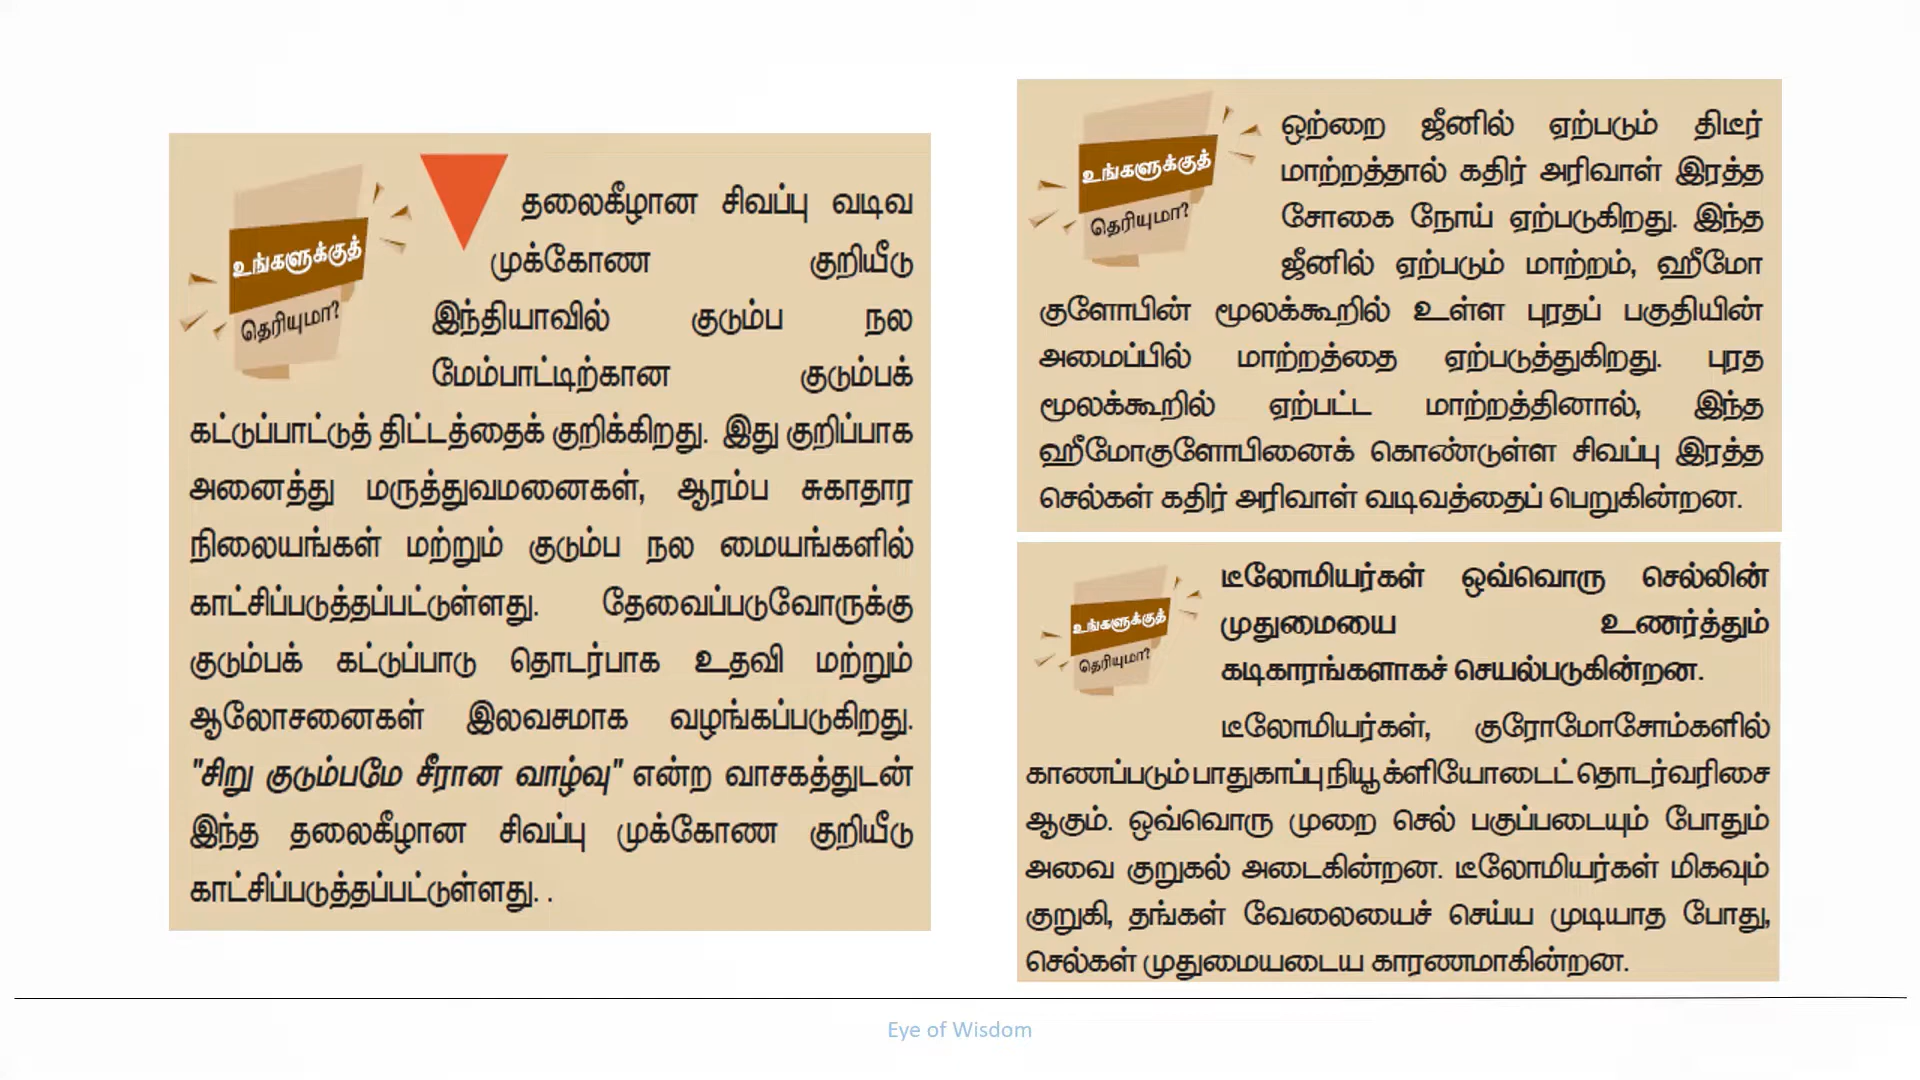 உங்களுக்குத்
தெரியுமா?
தலைகீழான சிவப்பு வடிவ
முக்கோண குறியீடு
இந்தியாவில் குடும்ப நல
மேம்பாட்டிற்கான குடும்பக்
கட்டுப்பாட்டுத் திட்டத்தைக் குறிக்கிறது. இது குறிப்பாக
அனைத்து மருத்துவமனைகள், ஆரம்ப சுகாதார
நிலையங்கள் மற்றும் குடும்ப நல மையங்களில்
காட்சிப்படுத்தப்பட்டுள்ளது. தேவைப்படுவோருக்கு
குடும்பக் கட்டுப்பாடு தொடர்பாக உதவி மற்றும்
ஆலோசனைகள் இலவசமாக வழங்கப்படுகிறது.
"சிறு குடும்பமே சீரான வாழ்வு" என்ற வாசகத்துடன்
இந்த தலைகீழான சிவப்பு முக்கோண குறியீடு
காட்சிப்படுத்தப்பட்டுள்ளது. .
உங்களுக்குத்
தெரியுமா?
ஒற்றை ஜீனில் ஏற்படும் திடீர்
மாற்றத்தால் கதிர் அரிவாள் இரத்த
சோகை நோய் ஏற்படுகிறது. இந்த
ஜீனில் ஏற்படும் மாற்றம், ஹீமோ
குளோபின் மூலக்கூறில் உள்ள புரதப் பகுதியின்
அமைப்பில் மாற்றத்தை ஏற்படுத்துகிறது. புரத
மூலக்கூறில் ஏற்பட்ட மாற்றத்தினால், இந்த
ஹீமோகுளோபினைக் கொண்டுள்ள சிவப்பு இரத்த
செல்கள் கதிர் அரிவாள் வடிவத்தைப் பெறுகின்றன.
உங்களுக்குத்
தெரியுமா?
டீலோமியர்கள் ஒவ்வொரு செல்லின்
முதுமையை உணர்த்தும்
கடிகாரங்களாகச் செயல்படுகின்றன.
டீலோமியர்கள், குரோமோசோம்களில்
காணப்படும் பாதுகாப்பு நியூக்ளியோடைட் தொடர்வரிசை
ஆகும். ஒவ்வொரு முறை செல் பகுப்படையும் போதும்
அவை குறுகல் அடைகின்றன. டீலோமியர்கள் மிகவும்
குறுகி, தங்கள் வேலையைச் செய்ய முடியாத போது,
செல்கள் முதுமையடைய காரணமாகின்றன.
Eye of Wisdom